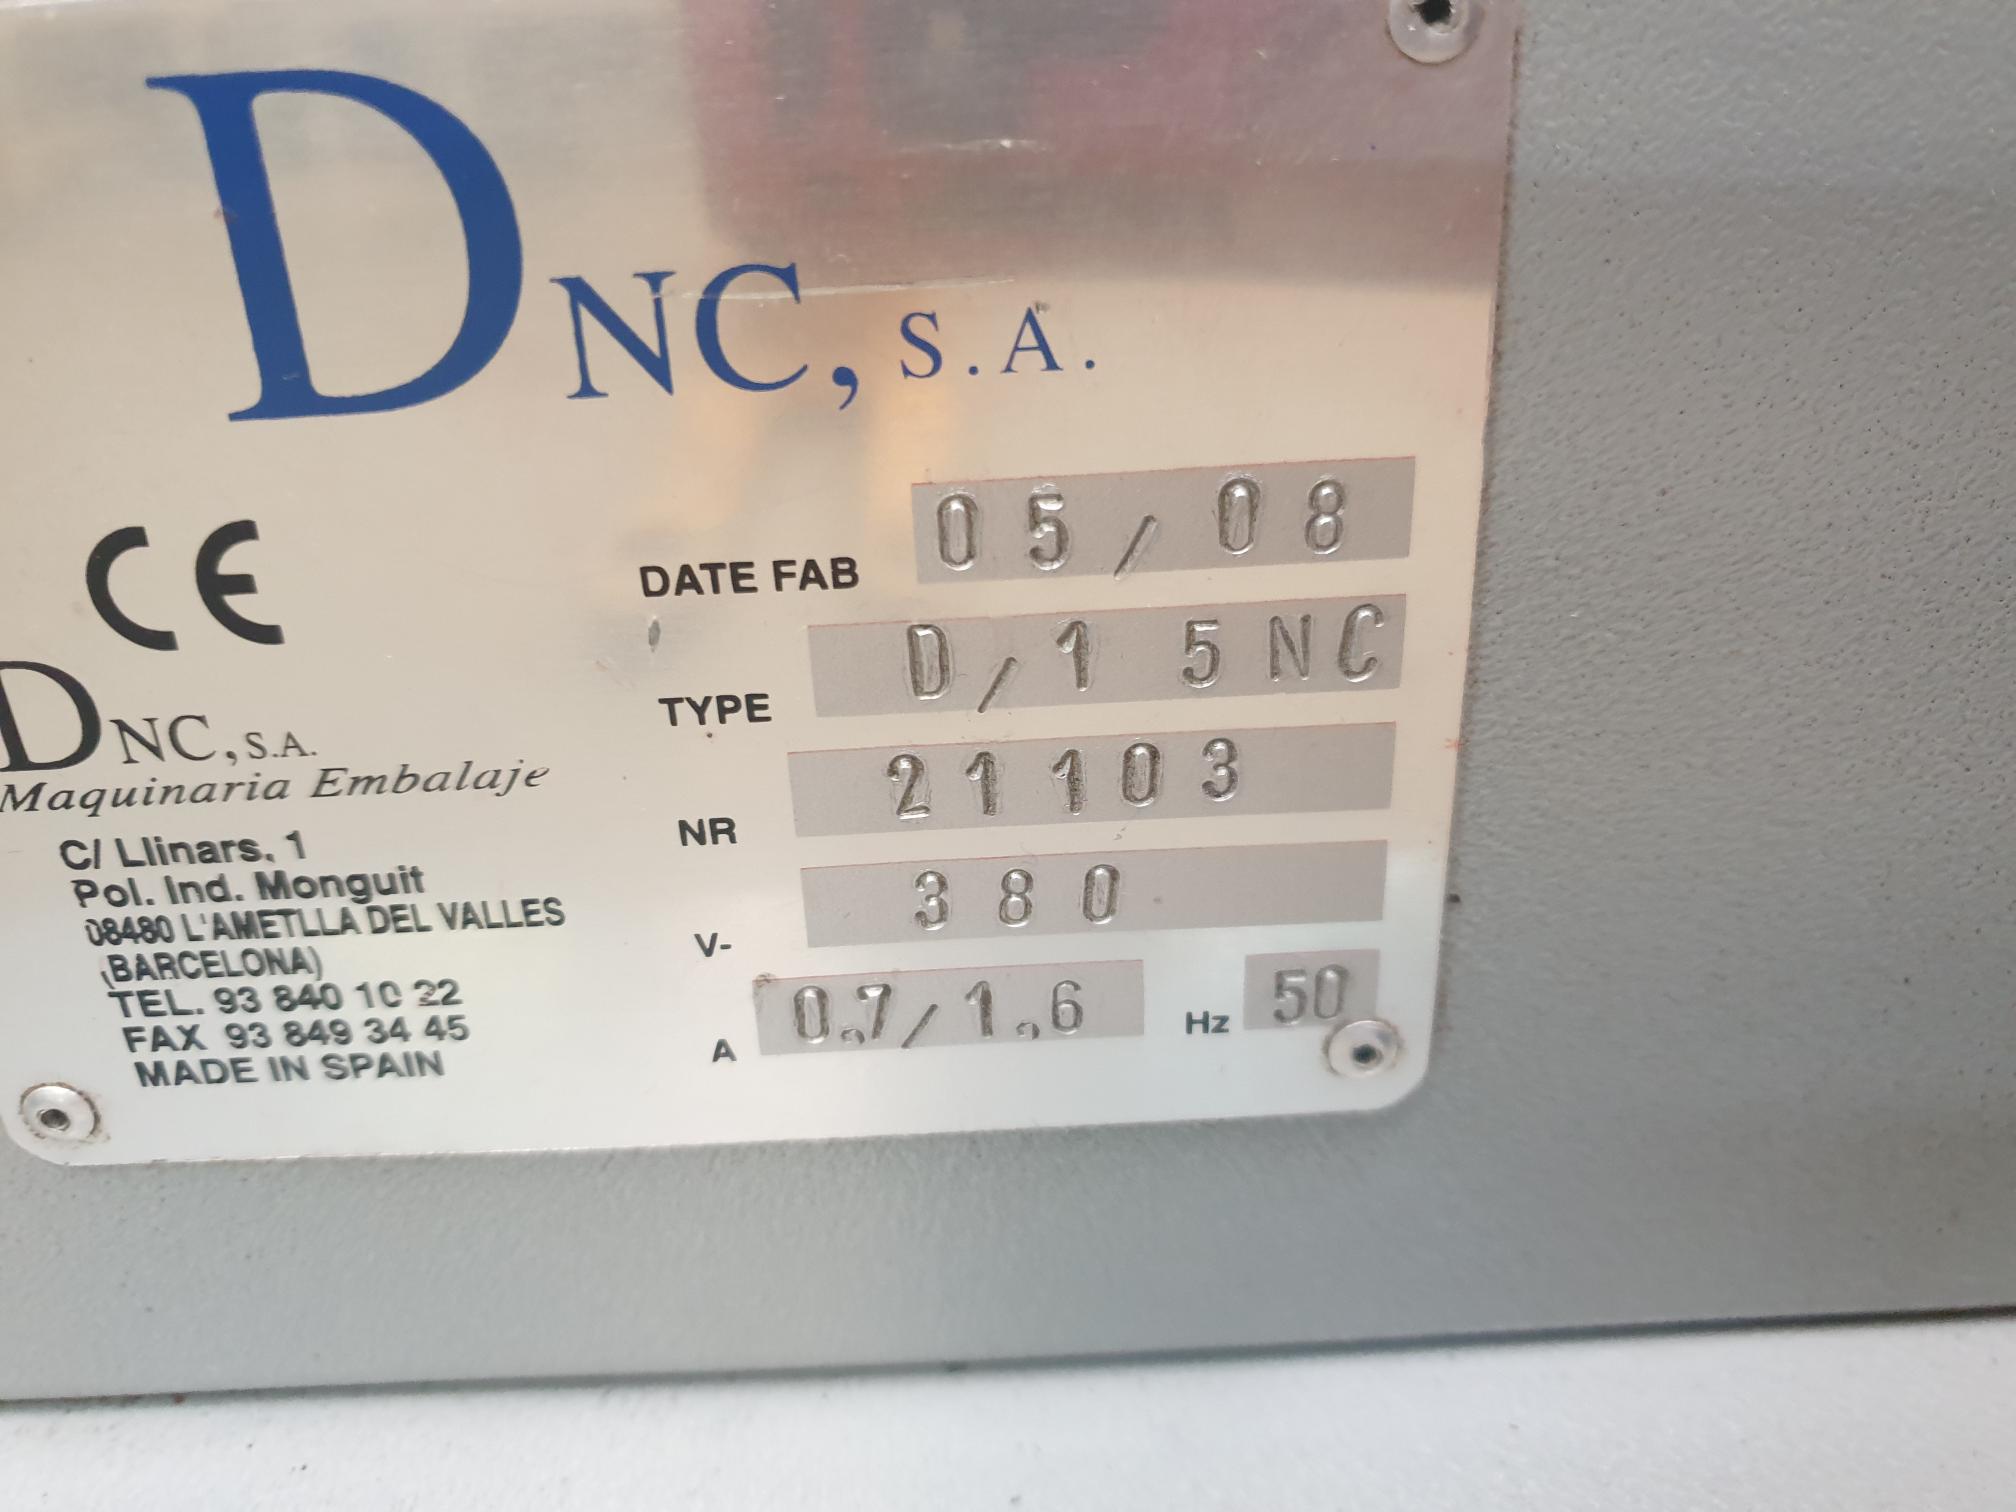 DNC, S.A.
CE
DATE FAB 05/08
TYPE D/15NC
NR 21103
V- 380
A 0,7/1,6 Hz 50
DNC, S.A.
Maquinaria Embalaje
C/ Llinars, 1
Pol. Ind. Monguit
08480 L'AMETLLA DEL VALLES
(BARCELONA)
TEL. 93 840 10 22
FAX 93 849 34 45
MADE IN SPAIN